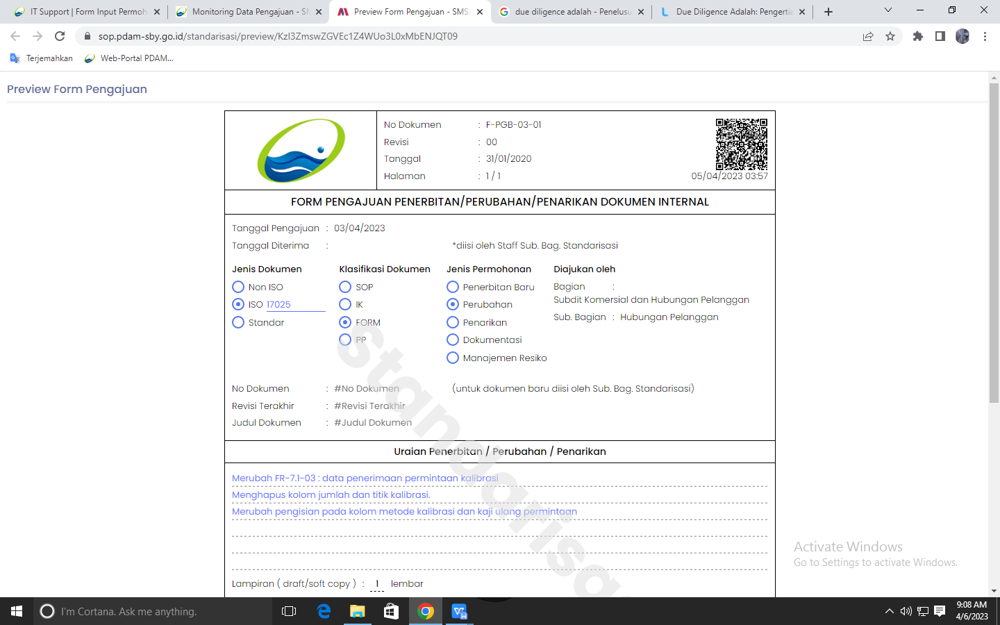 IT Support | Form Input Permoh
Monitoring Data Pengajuan - SM
Preview Form Pengajuan - SMS
due diligence adalah - Penelusu
Due Diligence Adalah: Pengertia
sop.pdam-sby.go.id/standarisasi/preview/KzI3ZmswZGVEc1Z4WUo3L0xMbENJQT09
Terjemahkan
Web-Portal PDAM...
Preview Form Pengajuan
No Dokumen : F-PGB-03-01
Revisi : 00
Tanggal : 31/01/2020
Halaman : 1 / 1
05/04/2023 03:57
FORM PENGAJUAN PENERBITAN/PERUBAHAN/PENARIKAN DOKUMEN INTERNAL
Tanggal Pengajuan : 03/04/2023
Tanggal Diterima : *diisi oleh Staff Sub. Bag. Standarisasi
Jenis Dokumen Klasifikasi Dokumen Jenis Permohonan Diajukan oleh
Non ISO SOP Penerbitan Baru Bagian :
Subdit Komersial dan Hubungan Pelanggan
ISO 17025 IK Perubahan
Sub. Bagian : Hubungan Pelanggan
Standar FORM Penarikan
PP Dokumentasi
Manajemen Resiko
No Dokumen : #No Dokumen (untuk dokumen baru diisi oleh Sub. Bag. Standarisasi)
Revisi Terakhir : #Revisi Terakhir
Judul Dokumen : #Judul Dokumen
Uraian Penerbitan / Perubahan / Penarikan
Merubah FR-7.1-03 : data penerimaan permintaan kalibrasi
Menghapus kolom jumlah dan titik kalibrasi.
Merubah pengisian pada kolom metode kalibrasi dan kaji ulang permintaan
Lampiran ( draft/soft copy ) : 1 lembar
standarisa
Activate Windows
Go to Settings to activate Windows.
I'm Cortana. Ask me anything.
9:08 AM
4/6/2023